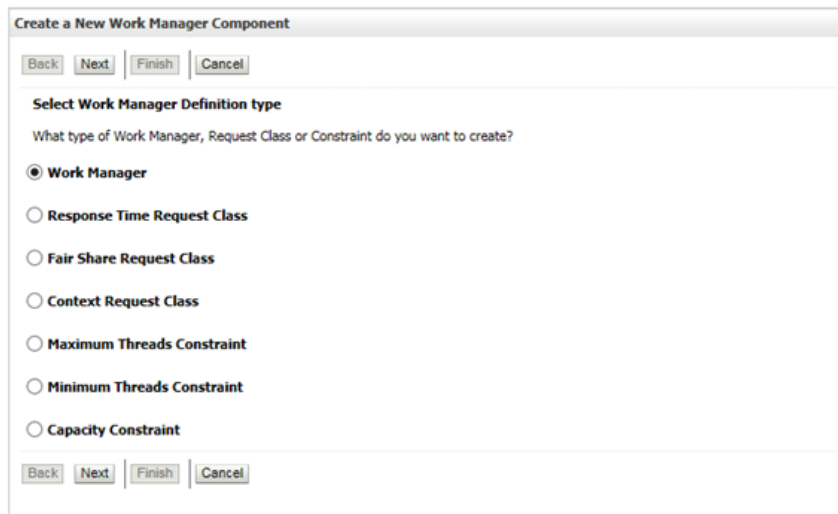 Create a New Work Manager Component
Back Next Finish Cancel
Select Work Manager Definition type
What type of Work Manager, Request Class or Constraint do you want to create?
Work Manager
Response Time Request Class
Fair Share Request Class
Context Request Class
Maximum Threads Constraint
Minimum Threads Constraint
Capacity Constraint
Back Next Finish Cancel